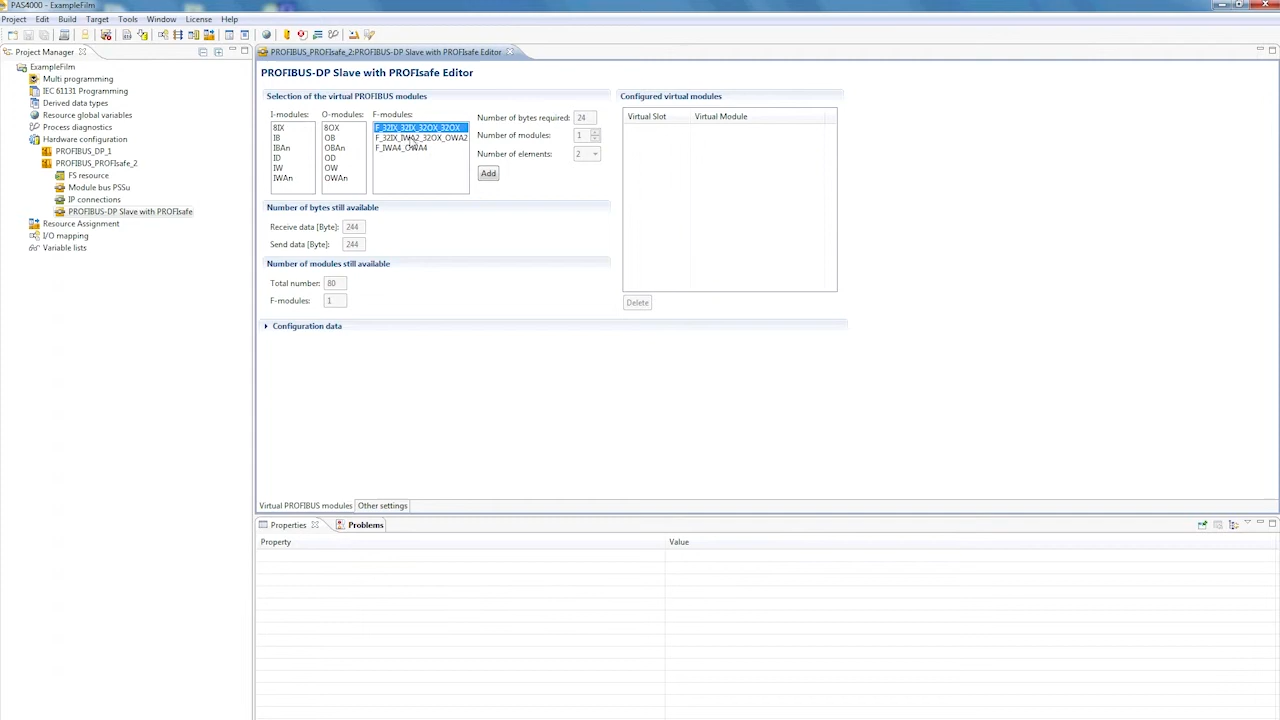 PAS4000 - ExampleFilm
Project Edit Build Target Tools Window License Help
Project Manager
ExampleFilm
Multi programming
IEC 61131 Programming
Derived data types
Resource global variables
Process diagnostics
Hardware configuration
PROFIBUS_DP_1
PROFIBUS_PROFIsafe_2
FS resource
Module bus PSSu
IP connections
PROFIBUS-DP Slave with PROFIsafe
Resource Assignment
I/O mapping
Variable lists
PROFIBUS_PROFIsafe_2:PROFIBUS-DP Slave with PROFIsafe Editor
PROFIBUS-DP Slave with PROFIsafe Editor
Selection of the virtual PROFIBUS modules
I-modules: O-modules: F-modules:
8IX
IB
IBAn
ID
IW
IWAn
8OX
OB
OBAn
OD
OW
OWAn
F_32IX_32IX_32OX_32OX
F_32IX_IWA2_32OX_OWA2
F_IWA4_OWA4
Number of bytes required: 24
Number of modules: 1
Number of elements: 2
Add
Number of bytes still available
Receive data [Byte]: 244
Send data [Byte]: 244
Number of modules still available
Total number: 80
F-modules: 1
Configuration data
Configured virtual modules
Virtual Slot Virtual Module
Delete
Virtual PROFIBUS modules Other settings
Properties Problems
Property Value